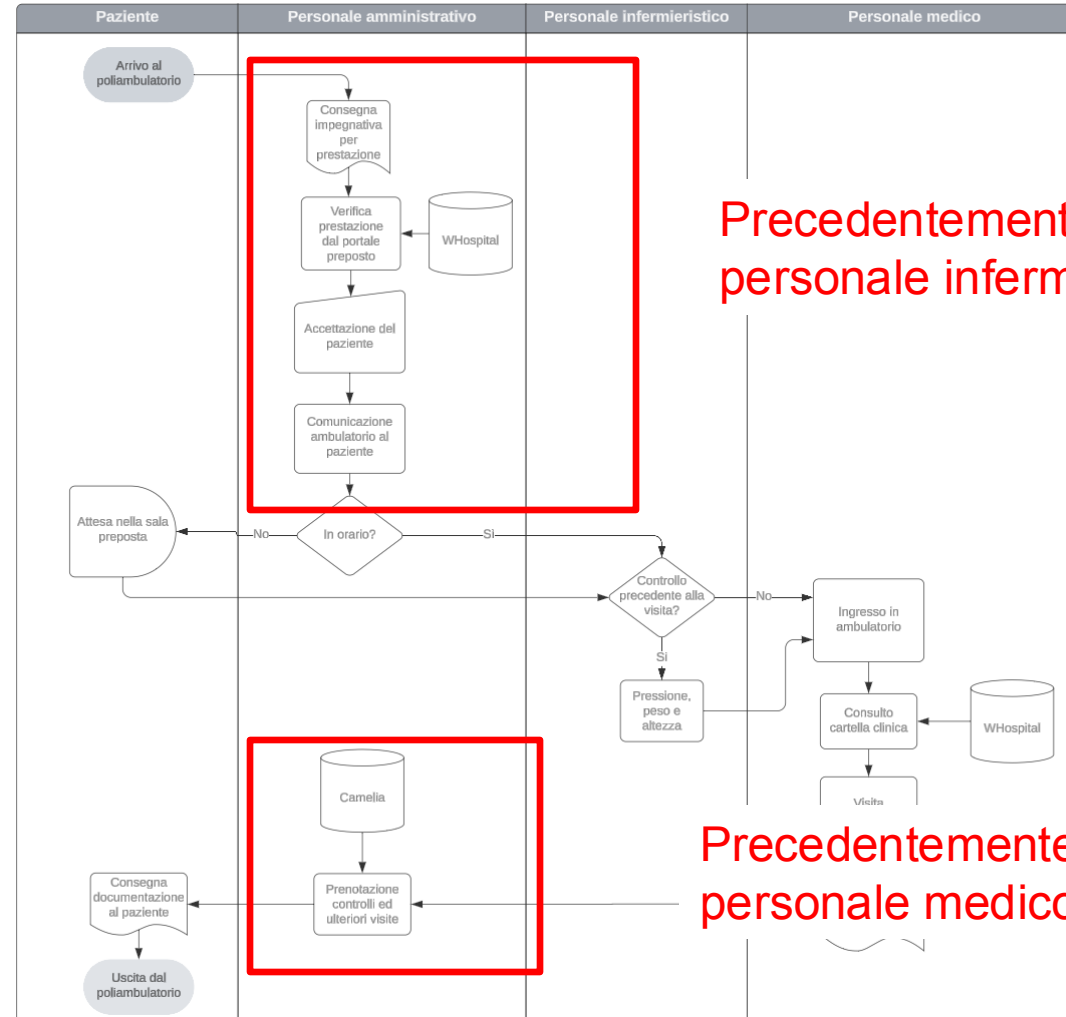 Paziente
Personale amministrativo
Personale infermieristico
Personale medico
Arrivo al
poliambulatorio
Consegna
impegnativa
per
prestazione
Verifica
prestazione
dal portale
preposto
WHospital
Accettazione del
paziente
Comunicazione
ambulatorio al
paziente
Attesa nella sala
preposta
No
In orario?
Si
Controllo
precedente alla
visita?
No
Ingresso in
ambulatorio
Si
Pressione,
peso e
altezza
Consulto
cartella clinica
WHospital
Visita
Camelia
Prenotazione
controlli ed
ulteriori visite
Consegna
documentazione
al paziente
Uscita dal
poliambulatorio
Precedentement
personale inferm
Precedentemente
personale medico